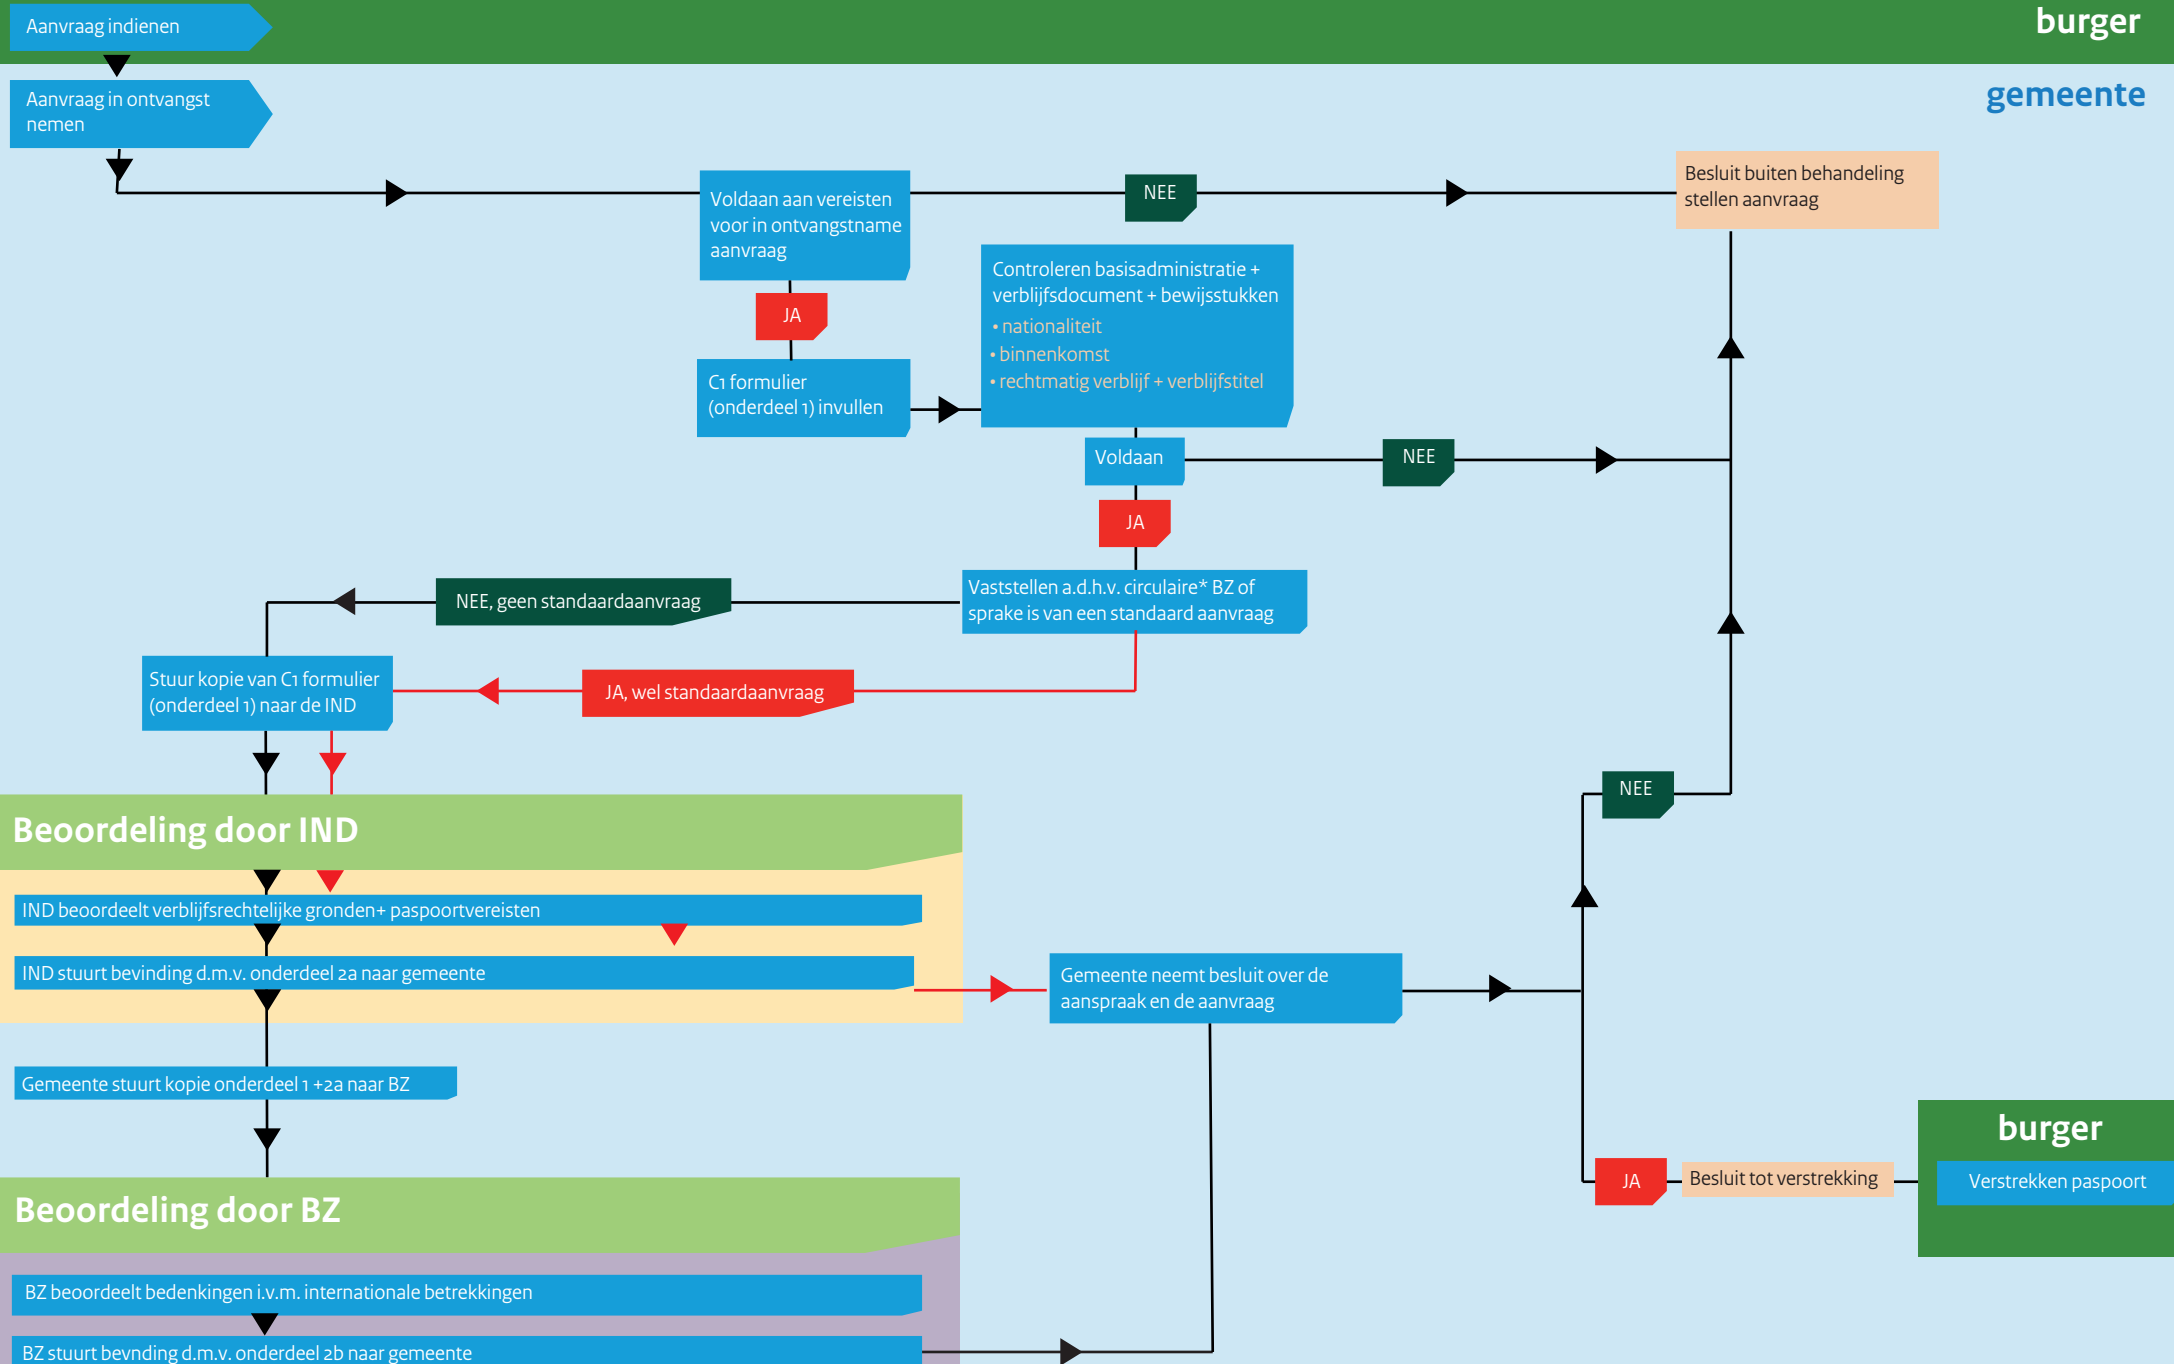 Aanvraag indienen
burger
Aanvraag in ontvangst
nemen
gemeente
Voldaan aan vereisten
voor in ontvangstname
aanvraag
NEE
Besluit buiten behandeling
stellen aanvraag
JA
C1 formulier
(onderdeel 1) invullen
Controleren basisadministratie +
verblijfsdocument + bewijsstukken
• nationaliteit
• binnenkomst
• rechtmatig verblijf + verblijfstitel
Voldaan
NEE
JA
Vaststellen a.d.h.v. circulaire* BZ of
sprake is van een standaard aanvraag
NEE, geen standaardaanvraag
JA, wel standaardaanvraag
Stuur kopie van C1 formulier
(onderdeel 1) naar de IND
Beoordeling door IND
IND beoordeelt verblijfsrechtelijke gronden+ paspoortvereisten
IND stuurt bevinding d.m.v. onderdeel 2a naar gemeente
Gemeente neemt besluit over de
aanspraak en de aanvraag
NEE
Gemeente stuurt kopie onderdeel 1 +2a naar BZ
JA
Besluit tot verstrekking
burger
Verstrekken paspoort
Beoordeling door BZ
BZ beoordeelt bedenkingen i.v.m. internationale betrekkingen
BZ stuurt bevnding d.m.v. onderdeel 2b naar gemeente